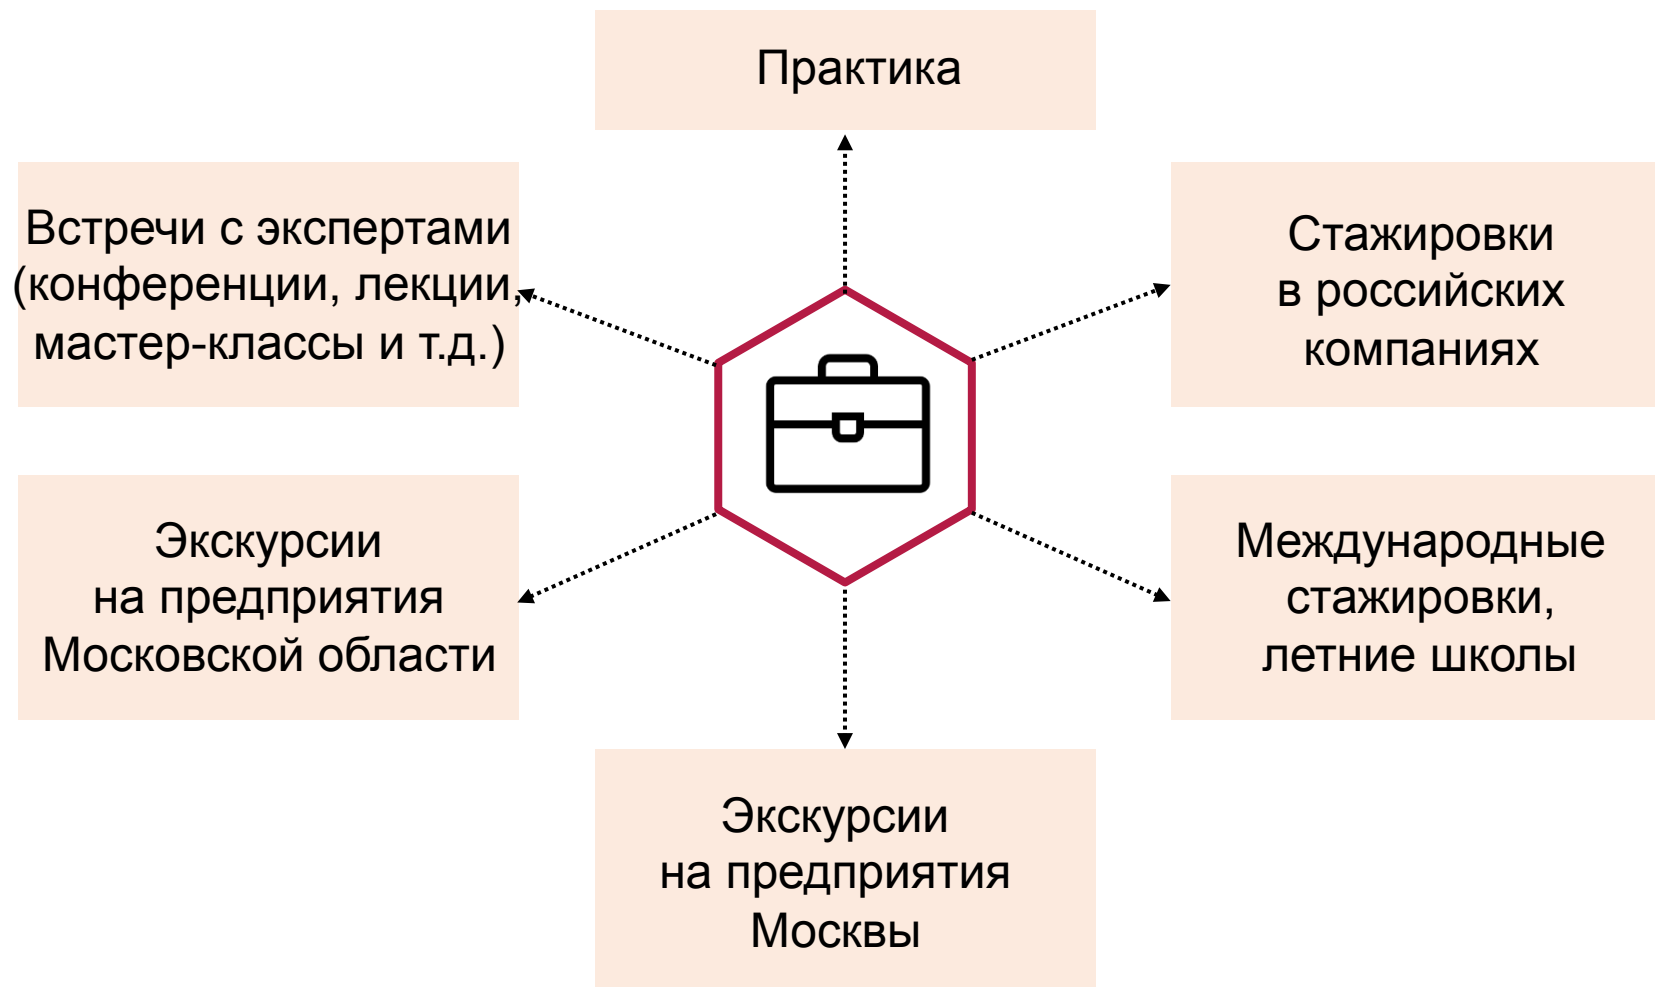 Практика
Встречи с экспертами
(конференции, лекции,
мастер-классы и т.д.)
Стажировки
в российских
компаниях
Экскурсии
на предприятия
Московской области
Международные
стажировки,
летние школы
Экскурсии
на предприятия
Москвы